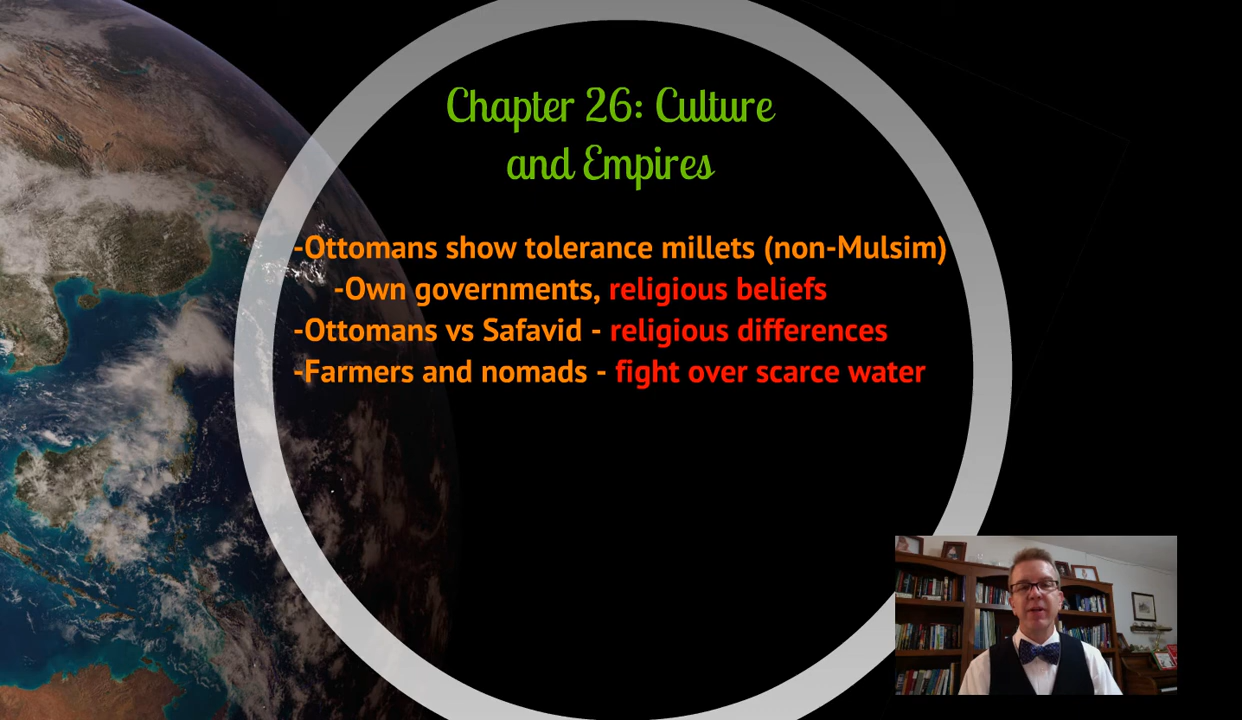 Chapter 26: Culture
and Empires
-Ottomans show tolerance millets (non-Mulsim)
-Own governments, religious beliefs
-Ottomans vs Safavid - religious differences
-Farmers and nomads - fight over scarce water